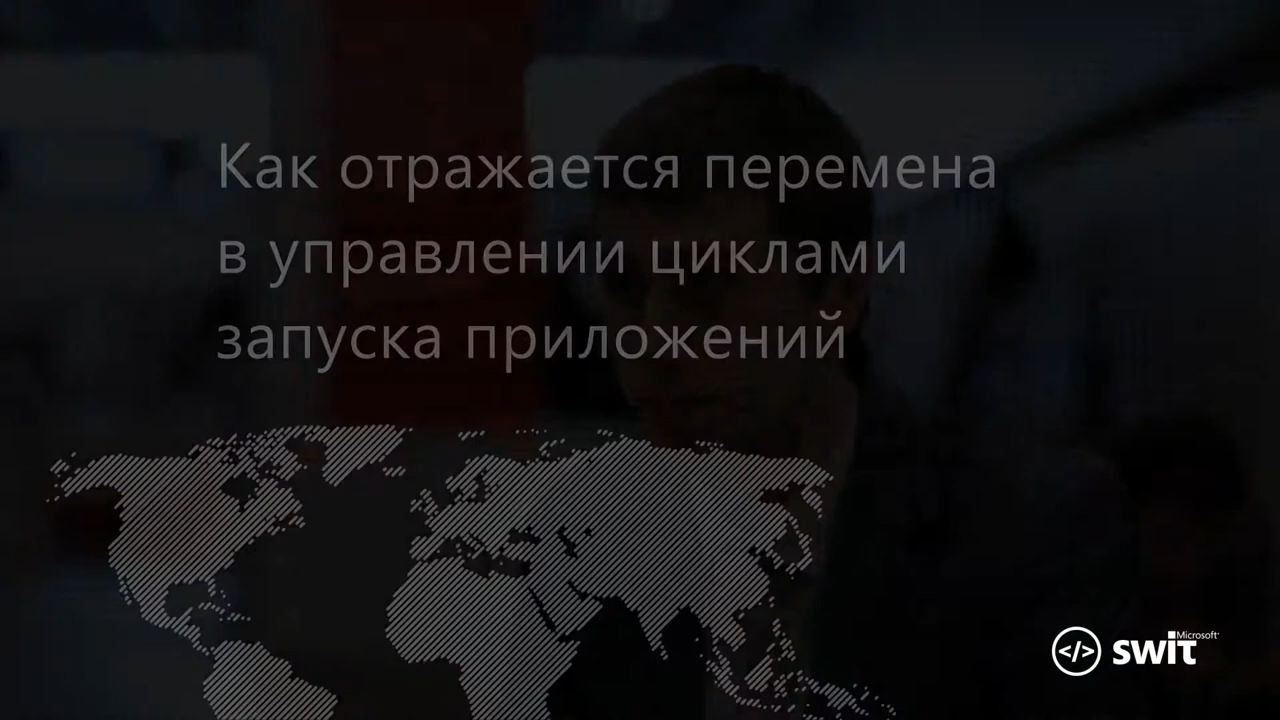 Как отражается перемена
в управлении циклами
запуска приложений
Microsoft
</> swit